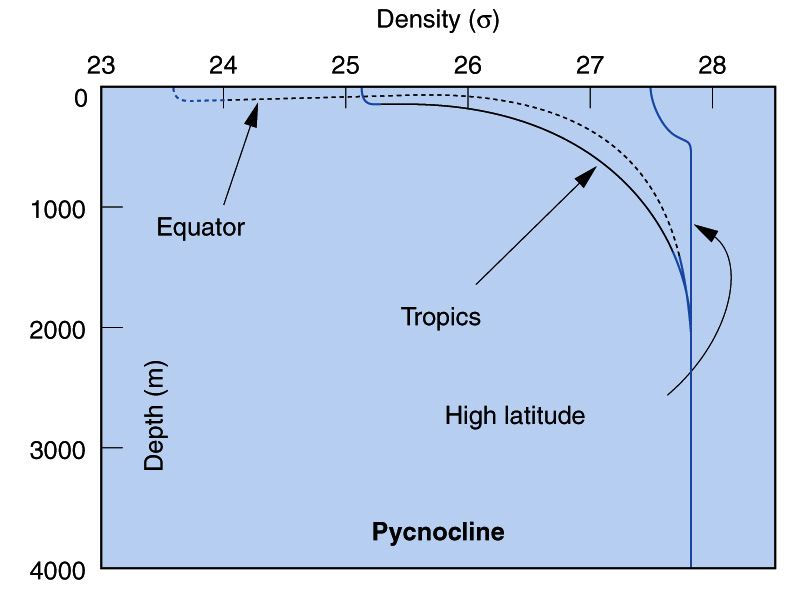 Density (σ)
23 24 25 26 27 28
0
1000
Equator
Tropics
2000
Depth (m)
High latitude
3000
Pycnocline
4000